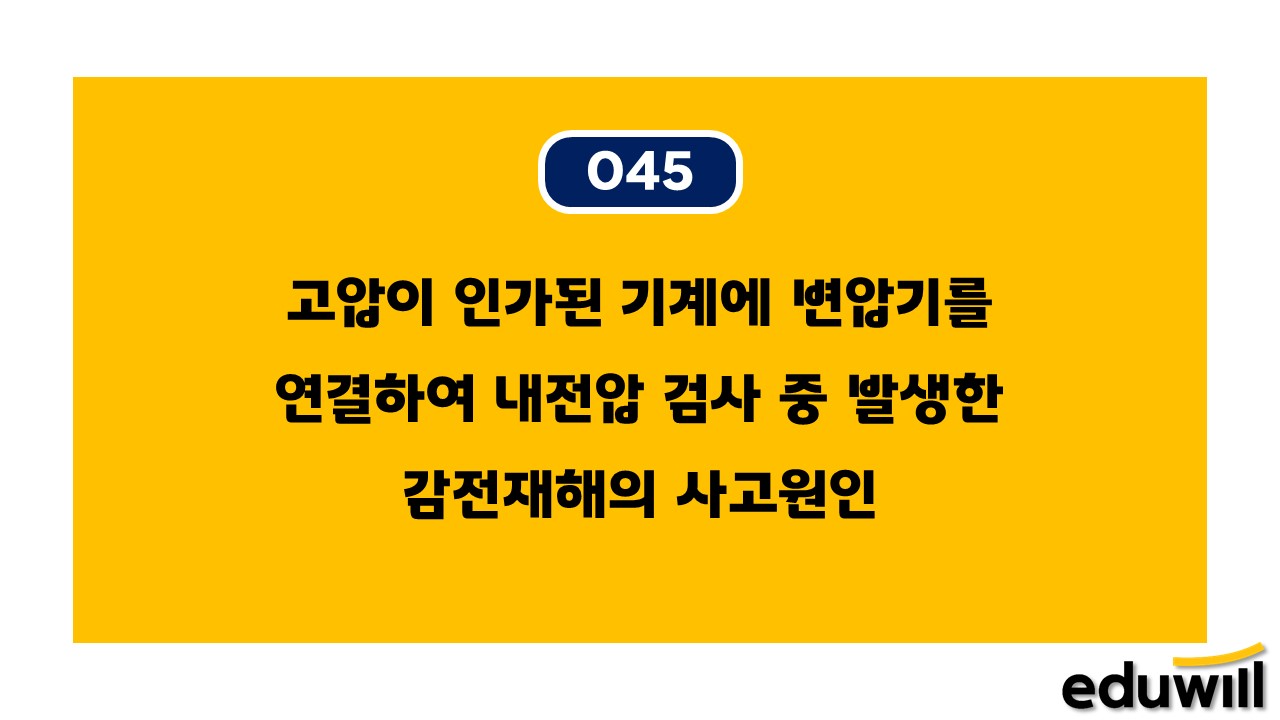 045
고압이 인가된 기계에 변압기를
연결하여 내전압 검사 중 발생한
감전재해의 사고원인
eduwill